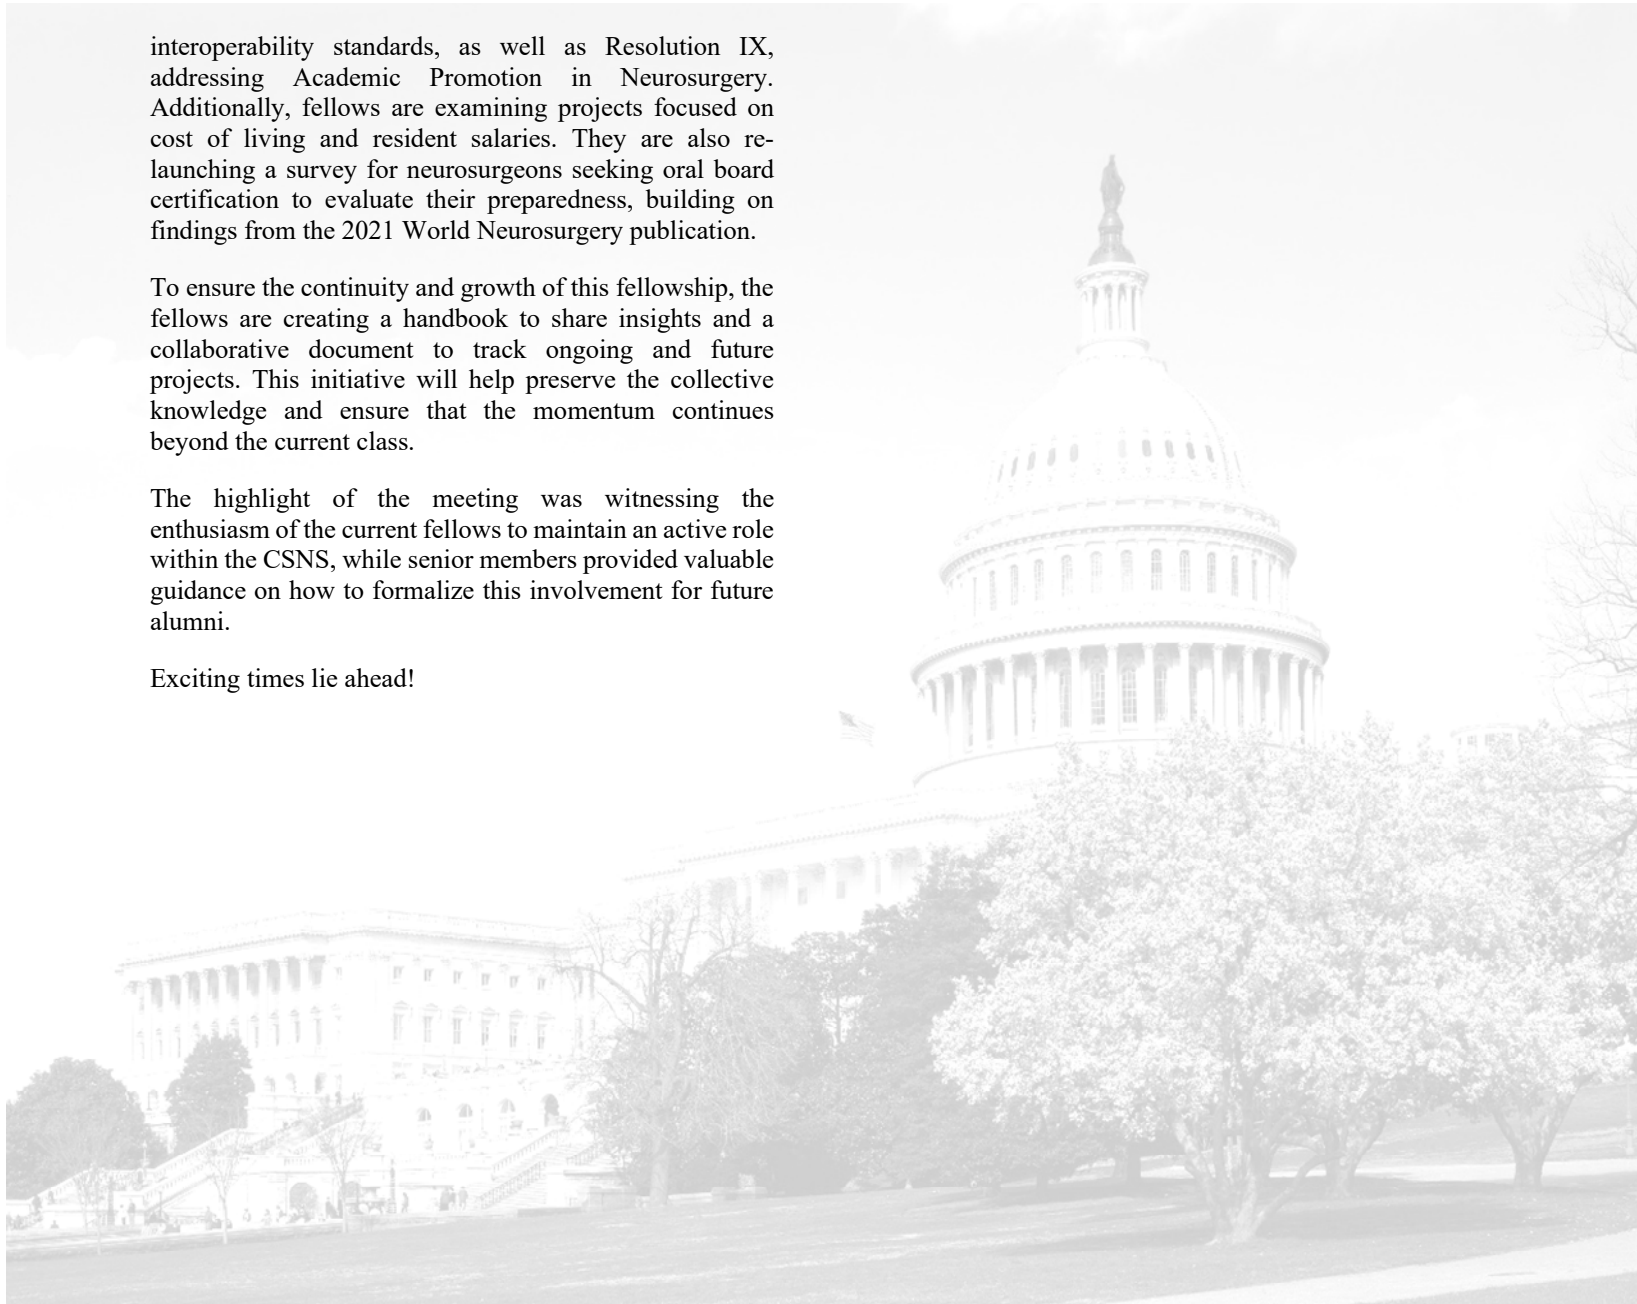 interoperability standards, as well as Resolution IX,
addressing Academic Promotion in Neurosurgery.
Additionally, fellows are examining projects focused on
cost of living and resident salaries. They are also re-
launching a survey for neurosurgeons seeking oral board
certification to evaluate their preparedness, building on
findings from the 2021 World Neurosurgery publication.
To ensure the continuity and growth of this fellowship, the
fellows are creating a handbook to share insights and a
collaborative document to track ongoing and future
projects. This initiative will help preserve the collective
knowledge and ensure that the momentum continues
beyond the current class.
The highlight of the meeting was witnessing the
enthusiasm of the current fellows to maintain an active role
within the CSNS, while senior members provided valuable
guidance on how to formalize this involvement for future
alumni.
Exciting times lie ahead!